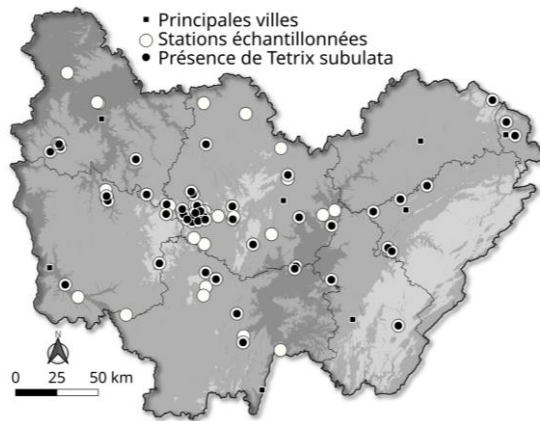 Principales villes
Stations échantillonnées
Présence de Tetrix subulata
0 25 50 km